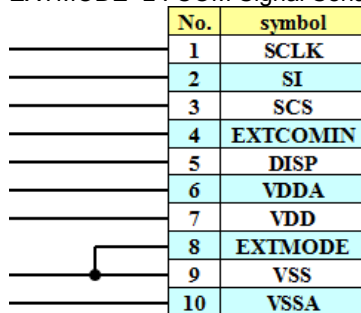 No. symbol
1 SCLK
2 SI
3 SCS
4 EXTCOMIN
5 DISP
6 VDDA
7 VDD
8 EXTMODE
9 VSS
10 VSSA